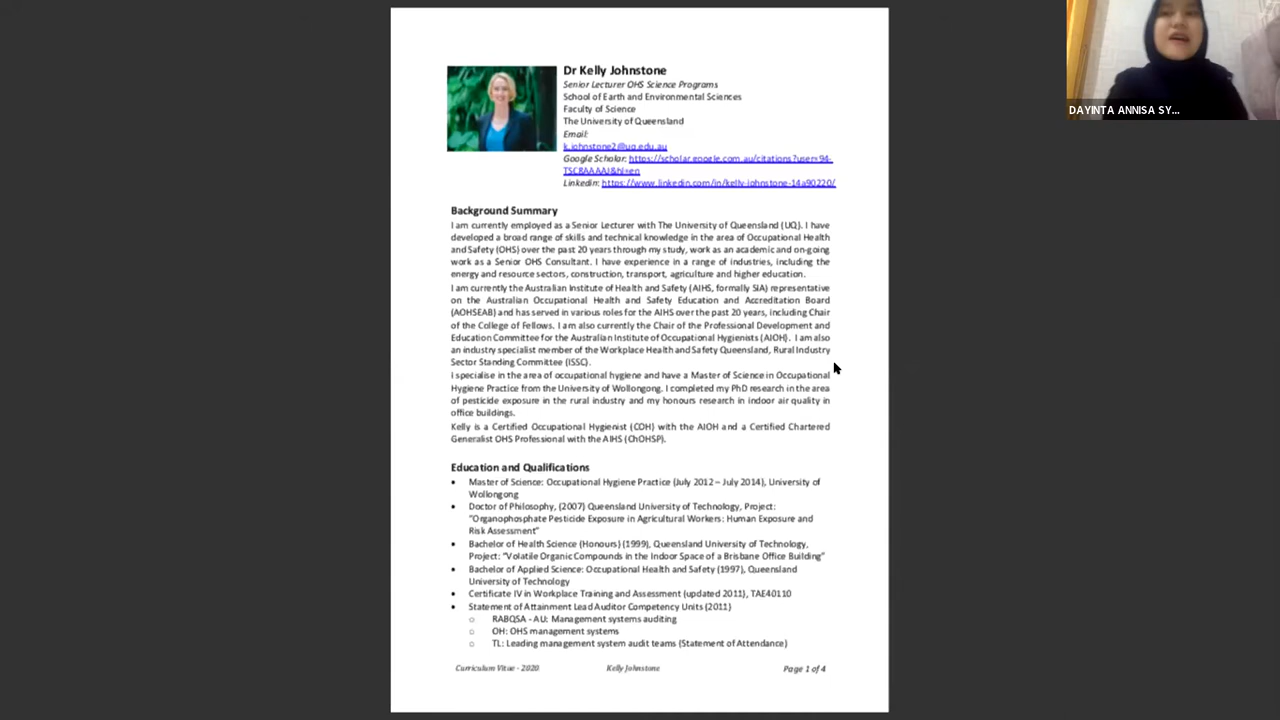 Dr Kelly Johnstone
Senior Lecturer OHS Science Programs
School of Earth and Environmental Sciences
Faculty of Science
The University of Queensland
Email:
k.johnstone2@uq.edu.au
Google Scholar: https://scholar.google.com.au/citations?user=94-
TSC8AAAAJ&hl=en
Linkedin: https://www.linkedin.com/in/kelly-johnstone-14a90220/
Background Summary
I am currently employed as a Senior Lecturer with The University of Queensland (UQ). I have
developed a broad range of skills and technical knowledge in the area of Occupational Health
and Safety (OHS) over the past 20 years through my study, work as an academic and on-going
work as a Senior OHS Consultant. I have experience in a range of industries, including the
energy and resource sectors, construction, transport, agriculture and higher education.
I am currently the Australian Institute of Health and Safety (AIHS, formally SIA) representative
on the Australian Occupational Health and Safety Education and Accreditation Board
(AOHSEAB) and has served in various roles for the AIHS over the past 20 years, including Chair
of the College of Fellows. I am also currently the Chair of the Professional Development and
Education Committee for the Australian Institute of Occupational Hygienists (AIOH). I am also
an industry specialist member of the Workplace Health and Safety Queensland, Rural Industry
Sector Standing Committee (ISSC).
I specialise in the area of occupational hygiene and have a Master of Science in Occupational
Hygiene Practice from the University of Wollongong. I completed my PhD research in the area
of pesticide exposure in the rural industry and my honours research in indoor air quality in
office buildings.
Kelly is a Certified Occupational Hygienist (COH) with the AIOH and a Certified Chartered
Generalist OHS Professional with the AIHS (ChOHSP).
Education and Qualifications
• Master of Science: Occupational Hygiene Practice (July 2012 – July 2014), University of
Wollongong
• Doctor of Philosophy, (2007) Queensland University of Technology, Project:
"Organophosphate Pesticide Exposure in Agricultural Workers: Human Exposure and
Risk Assessment"
• Bachelor of Health Science (Honours) (1999), Queensland University of Technology,
Project: "Volatile Organic Compounds in the Indoor Space of a Brisbane Office Building"
• Bachelor of Applied Science: Occupational Health and Safety (1997), Queensland
University of Technology
• Certificate IV in Workplace Training and Assessment (updated 2011), TAE40110
• Statement of Attainment Lead Auditor Competency Units (2011)
o RABQSA - AU: Management systems auditing
o OH: OHS management systems
o TL: Leading management system audit teams (Statement of Attendance)
Curriculum Vitae - 2020 Kelly Johnstone Page 1 of 4
DAYINTA ANNISA SY...